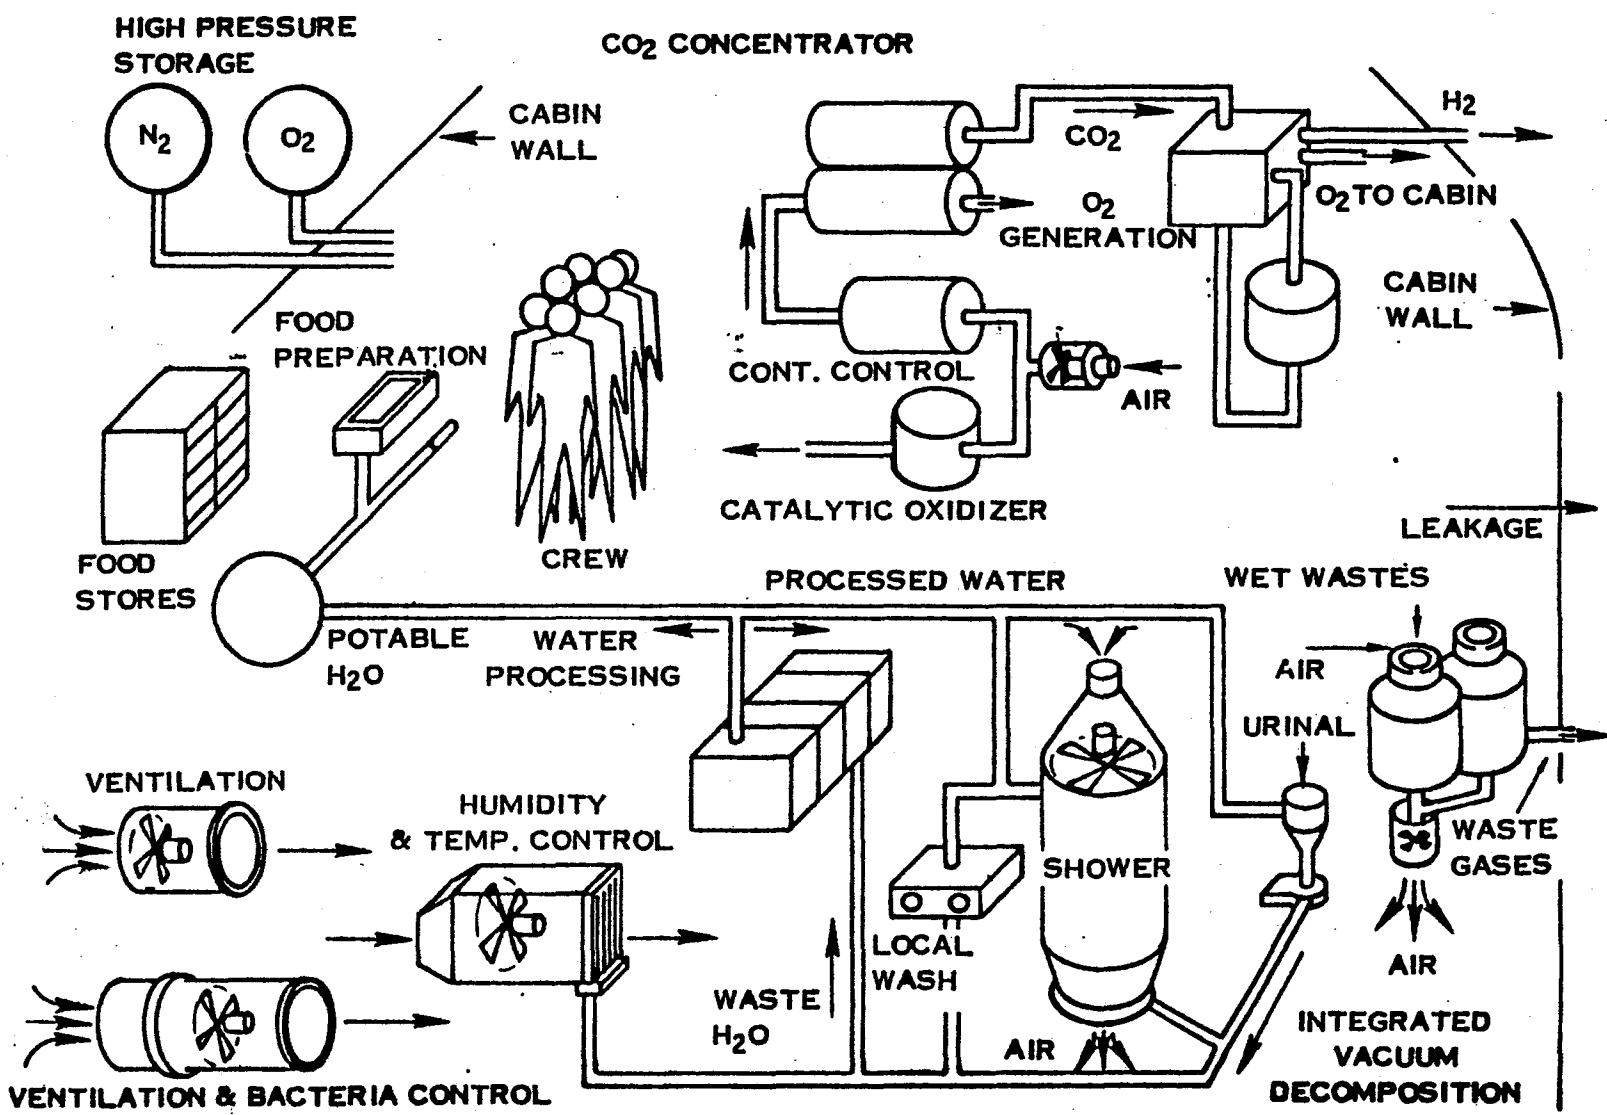 HIGH PRESSURE
STORAGE
N2
O2
CABIN
WALL
CO2 CONCENTRATOR
CO2
H2
O2 TO CABIN
O2
GENERATION
CABIN
WALL
FOOD
PREPARATION
CONT. CONTROL
AIR
CATALYTIC OXIDIZER
LEAKAGE
FOOD
STORES
CREW
PROCESSED WATER
WET WASTES
POTABLE
H2O
WATER
PROCESSING
AIR
URINAL
VENTILATION
HUMIDITY
& TEMP. CONTROL
SHOWER
WASTE
GASES
LOCAL
WASH
AIR
WASTE
H2O
AIR
INTEGRATED
VACUUM
DECOMPOSITION
VENTILATION & BACTERIA CONTROL